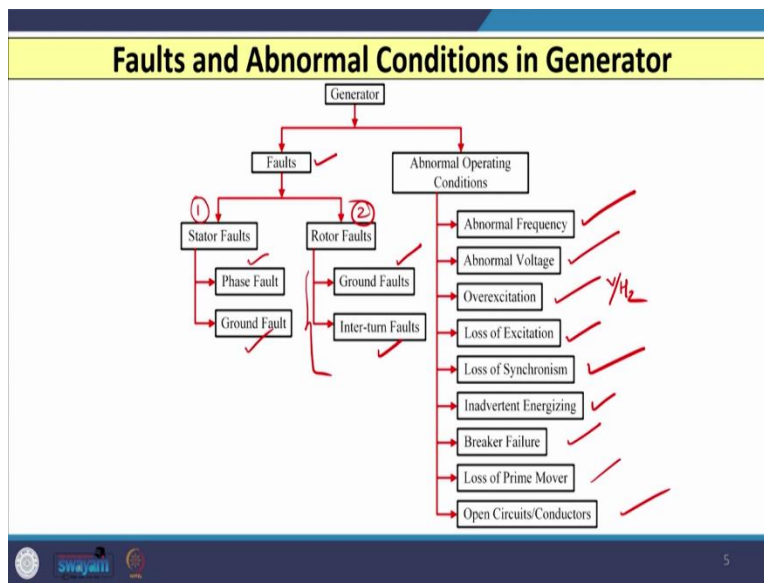 Faults and Abnormal Conditions in Generator
Generator
Faults
Abnormal Operating
Conditions
①
②
Stator Faults
Rotor Faults
Phase Fault
Ground Fault
Ground Faults
Inter-turn Faults
Abnormal Frequency
Abnormal Voltage
Overexcitation
V/Hz
Loss of Excitation
Loss of Synchronism
Inadvertent Energizing
Breaker Failure
Loss of Prime Mover
Open Circuits/Conductors
swayam
5